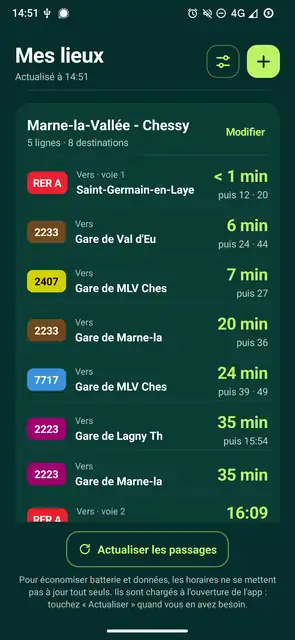 14:51
4G
Mes lieux
Actualisé à 14:51
Marne-la-Vallée - Chessy
5 lignes · 8 destinations
Modifier
RER A
Vers · voie 1
Saint-Germain-en-Laye
< 1 min
puis 12 · 20
2233
Vers
Gare de Val d'Eu
6 min
puis 24 · 44
2407
Vers
Gare de MLV Ches
7 min
puis 27
2233
Vers
Gare de Marne-la
20 min
puis 36
7717
Vers
Gare de MLV Ches
24 min
puis 39 · 49
2223
Vers
Gare de Lagny Th
35 min
puis 15:54
2223
Vers
Gare de Marne-la
35 min
RER A
Vers · voie 2
16:09
Actualiser les passages
Pour économiser batterie et données, les horaires ne se mettent
pas à jour tout seuls. Ils sont chargés à l'ouverture de l'app :
touchez « Actualiser » quand vous en avez besoin.